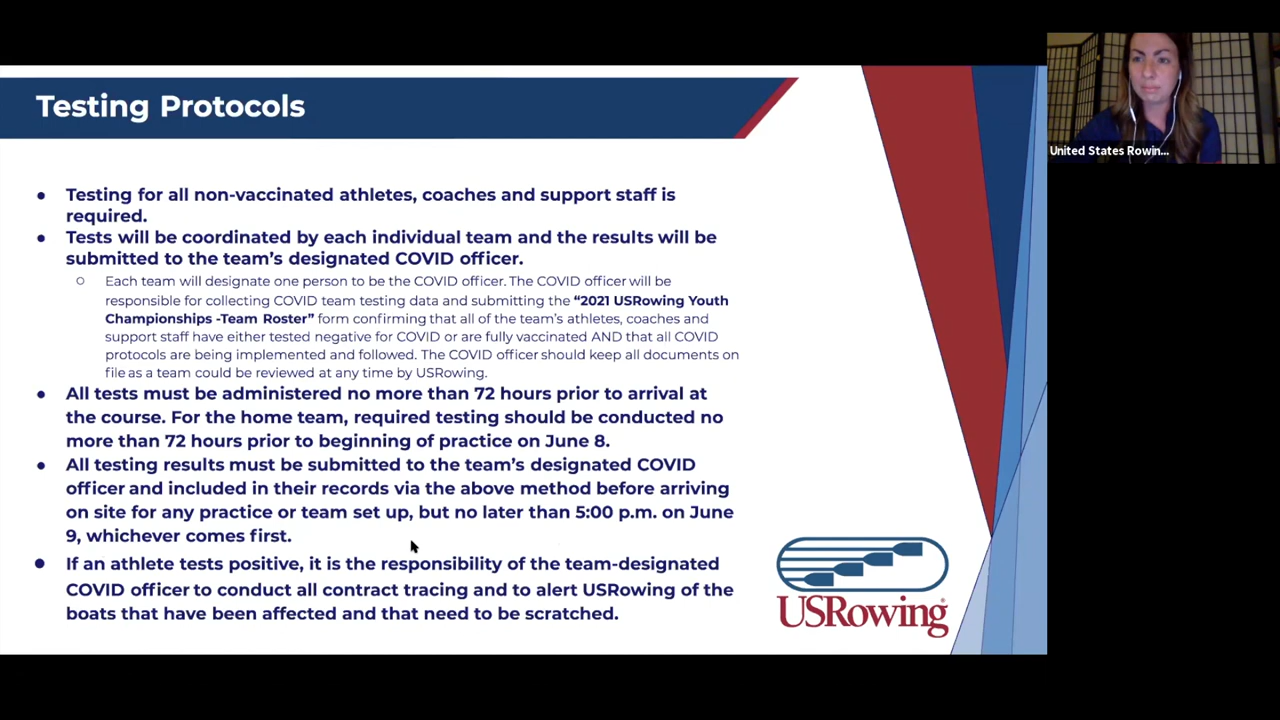 Testing Protocols
United States Rowin...
• Testing for all non-vaccinated athletes, coaches and support staff is
required.
• Tests will be coordinated by each individual team and the results will be
submitted to the team's designated COVID officer.
○ Each team will designate one person to be the COVID officer. The COVID officer will be
responsible for collecting COVID team testing data and submitting the “2021 USRowing Youth
Championships -Team Roster” form confirming that all of the team's athletes, coaches and
support staff have either tested negative for COVID or are fully vaccinated AND that all COVID
protocols are being implemented and followed. The COVID officer should keep all documents on
file as a team could be reviewed at any time by USRowing.
• All tests must be administered no more than 72 hours prior to arrival at
the course. For the home team, required testing should be conducted no
more than 72 hours prior to beginning of practice on June 8.
• All testing results must be submitted to the team's designated COVID
officer and included in their records via the above method before arriving
on site for any practice or team set up, but no later than 5:00 p.m. on June
9, whichever comes first.
• If an athlete tests positive, it is the responsibility of the team-designated
COVID officer to conduct all contract tracing and to alert USRowing of the
boats that have been affected and that need to be scratched.
USRowing®